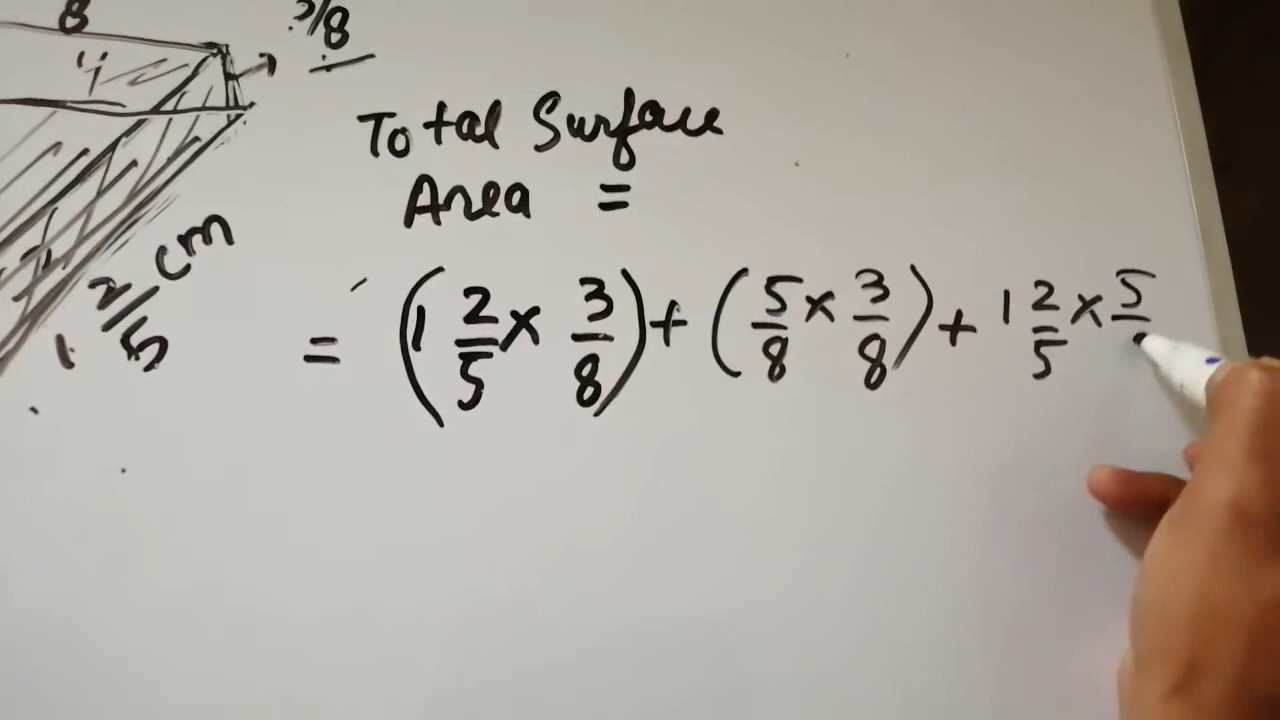 8
3/8
Total Surface
Area =
1 2/5 cm
= (1 2/5 × 3/8) + (5/8 × 3/8) + 1 2/5 × 5/